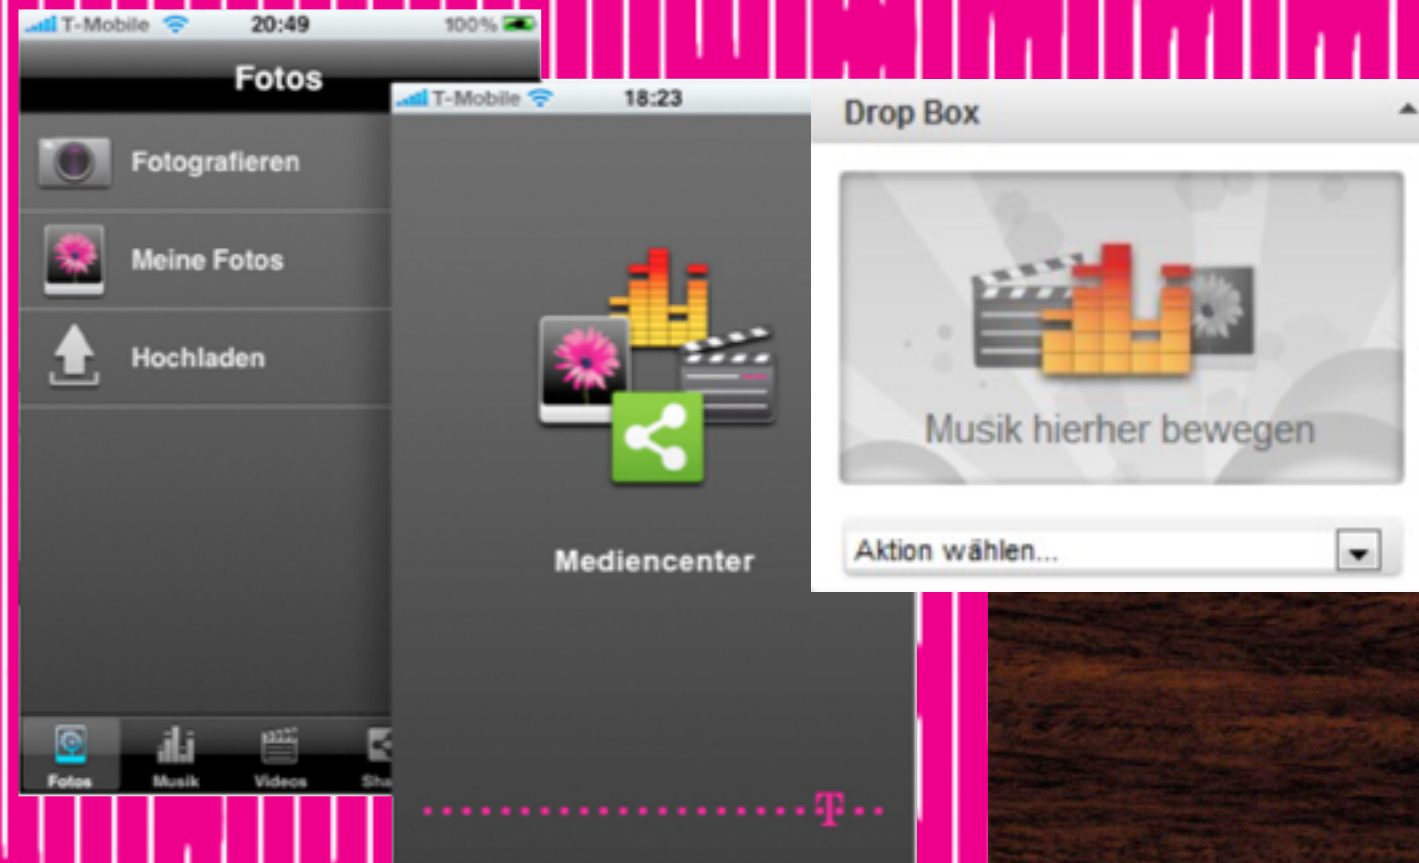 T-Mobile 20:49 100%
Fotos
Fotografieren
Meine Fotos
Hochladen
Fotos Musik Videos Sha
T-Mobile 18:23
Mediencenter
T
Drop Box
Musik hierher bewegen
Aktion wählen...